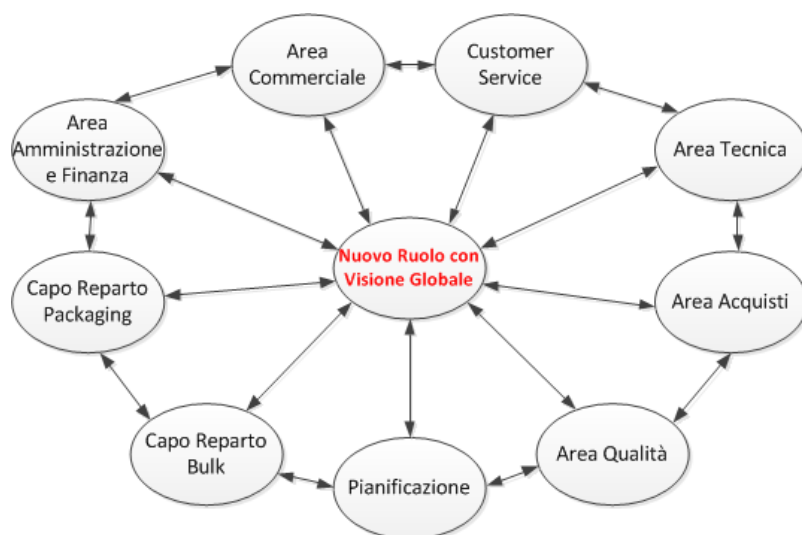 Area
Commerciale
Customer
Service
Area
Amministrazione
e Finanza
Area Tecnica
Nuovo Ruolo con
Visione Globale
Capo Reparto
Packaging
Area Acquisti
Capo Reparto
Bulk
Pianificazione
Area Qualità